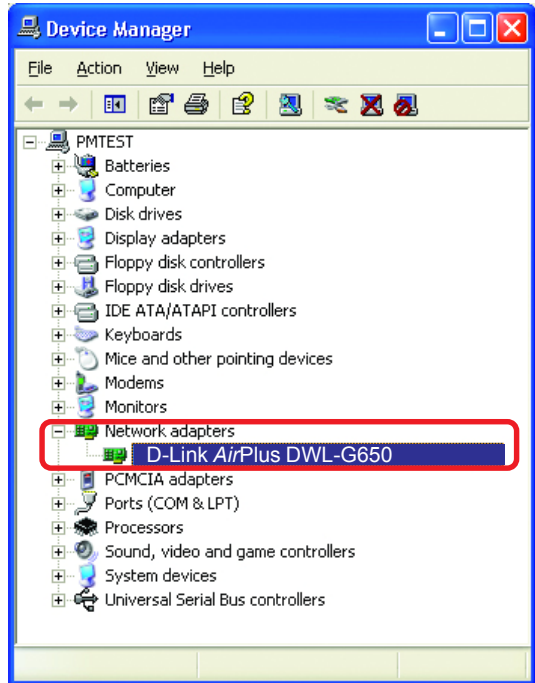 Device Manager
File Action View Help
PMTEST
Batteries
Computer
Disk drives
Display adapters
Floppy disk controllers
Floppy disk drives
IDE ATA/ATAPI controllers
Keyboards
Mice and other pointing devices
Modems
Monitors
Network adapters
D-Link AirPlus DWL-G650
PCMCIA adapters
Ports (COM & LPT)
Processors
Sound, video and game controllers
System devices
Universal Serial Bus controllers